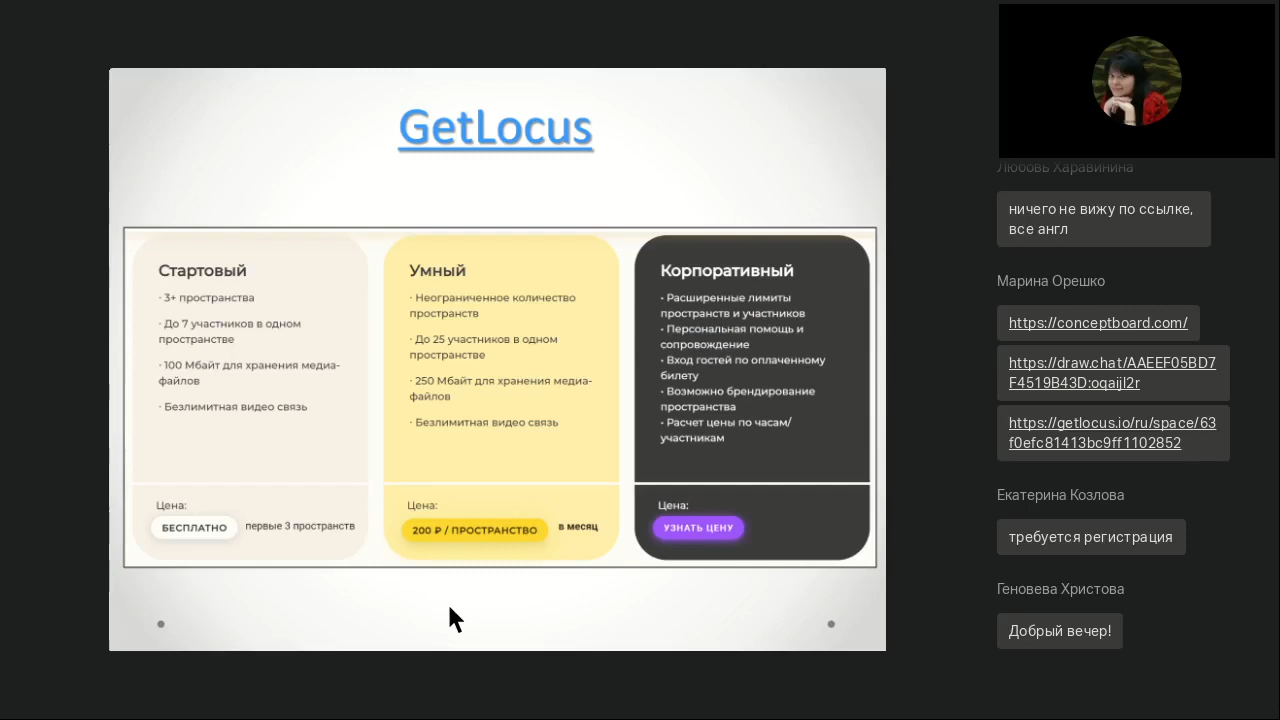 GetLocus
Стартовый
· 3+ пространства
· До 7 участников в одном
пространстве
· 100 Мбайт для хранения медиа-
файлов
· Безлимитная видео связь
Цена:
БЕСПЛАТНО первые 3 пространств
Умный
· Неограниченное количество
пространств
· До 25 участников в одном
пространстве
· 250 Мбайт для хранения медиа-
файлов
· Безлимитная видео связь
Цена:
200 ₽ / ПРОСТРАНСТВО в месяц
Корпоративный
• Расширенные лимиты
пространств и участников
• Персональная помощь и
сопровождение
• Вход гостей по оплаченному
билету
• Возможно брендирование
пространства
• Расчет цены по часам/
участникам
Цена:
УЗНАТЬ ЦЕНУ
Любовь Харавинина
ничего не вижу по ссылке,
все англ
Марина Орешко
https://conceptboard.com/
https://draw.chat/AAEEF05BD7
F4519B43D:oqaijl2r
https://getlocus.io/ru/space/63
f0efc81413bc9ff1102852
Екатерина Козлова
требуется регистрация
Геновева Христова
Добрый вечер!